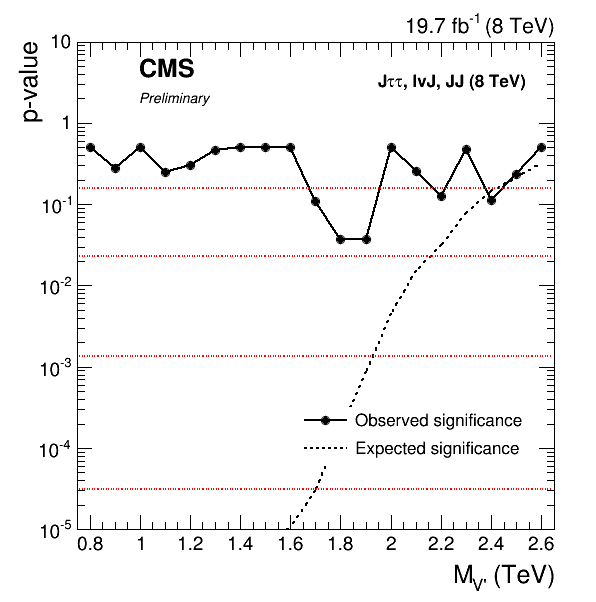 19.7 fb⁻¹ (8 TeV)
10
CMS
Jττ, lνJ, JJ (8 TeV)
Preliminary
p-value
1
10⁻¹
10⁻²
10⁻³
Observed significance
10⁻⁴
Expected significance
10⁻⁵
0.8 1 1.2 1.4 1.6 1.8 2 2.2 2.4 2.6
M_V' (TeV)